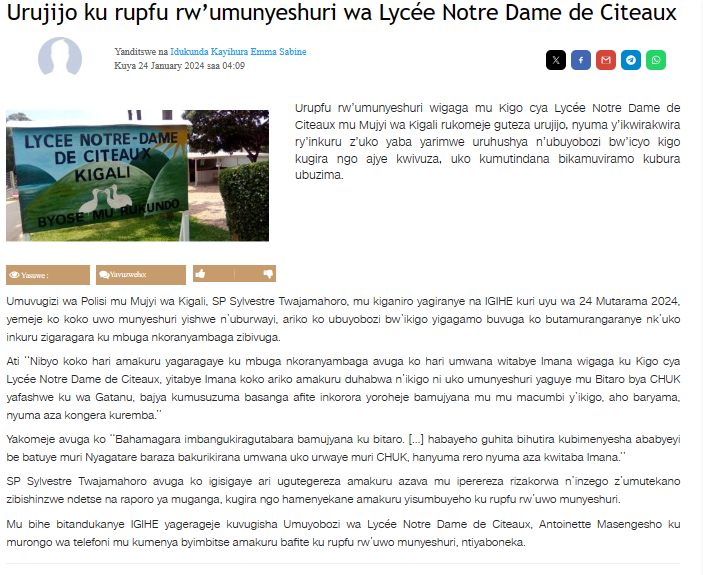 Urujijo ku rupfu rw’umunyeshuri wa Lycée Notre Dame de Citeaux
Yanditswe na Idukunda Kayihura Emma Sabine
Kuya 24 January 2024 saa 04:09
LYCEE NOTRE-DAME
DE CITEAUX
KIGALI
BYOSE MU RUKUNDO
Urupfu rw’umunyeshuri wigaga mu Kigo cya Lycée Notre Dame de
Citeaux mu Mujyi wa Kigali rukomeje guteza urujijo, nyuma y’ikwirakwira
ry’inkuru z’uko yaba yarimwe uruhushya n’ubuyobozi bw’icyo kigo
kugira ngo ajye kwivuza, uko kumutindana bikamuviramo kubura
ubuzima.
Yasuwe :
Yavuzweho:
Umuvugizi wa Polisi mu Mujyi wa Kigali, SP Sylvestre Twajamahoro, mu kiganiro yagiranye na IGIHE kuri uyu wa 24 Mutarama 2024,
yemeje ko koko uwo munyeshuri yishwe n’uburwayi, ariko ko ubuyobozi bw’ikigo yigagamo buvuga ko butamurangaranye nk’uko
inkuru zigaragara ku mbuga nkoranyambaga zibivuga.
Ati “Nibyo koko hari amakuru yagaragaye ku mbuga nkoranyambaga avuga ko hari umwana witabye Imana wigaga ku Kigo cya
Lycée Notre Dame de Citeaux, yitabye Imana koko ariko amakuru duhabwa n’ikigo ni uko umunyeshuri yaguye mu Bitaro bya CHUK
yafashwe ku wa Gatanu, bajya kumusuzuma basanga afite inkorora yoroheje bamujyana mu mu macumbi y’ikigo, aho baryama,
nyuma aza kongera kuremba.”
Yakomeje avuga ko “Bahamagara imbangukiragutabara bamujyana ku bitaro. [...] habayeho guhita bihutira kubimenyesha ababyeyi
be batuye muri Nyagatare baraza bakurikirana umwana uko urwaye muri CHUK, hanyuma rero nyuma aza kwitaba Imana.”
SP Sylvestre Twajamahoro avuga ko igisigaye ari ugutegereza amakuru azava mu iperereza rizakorwa n’inzego z’umutekano
zibishinzwe ndetse na raporo ya muganga, kugira ngo hamenyekane amakuru yisumbuyeho ku rupfu rw’uwo munyeshuri.
Mu bihe bitandukanye IGIHE yagerageje kuvugisha Umuyobozi wa Lycée Notre Dame de Citeaux, Antoinette Masengesho ku
murongo wa telefoni mu kumenya byimbitse amakuru bafite ku rupfu rw’uwo munyeshuri, ntiyaboneka.